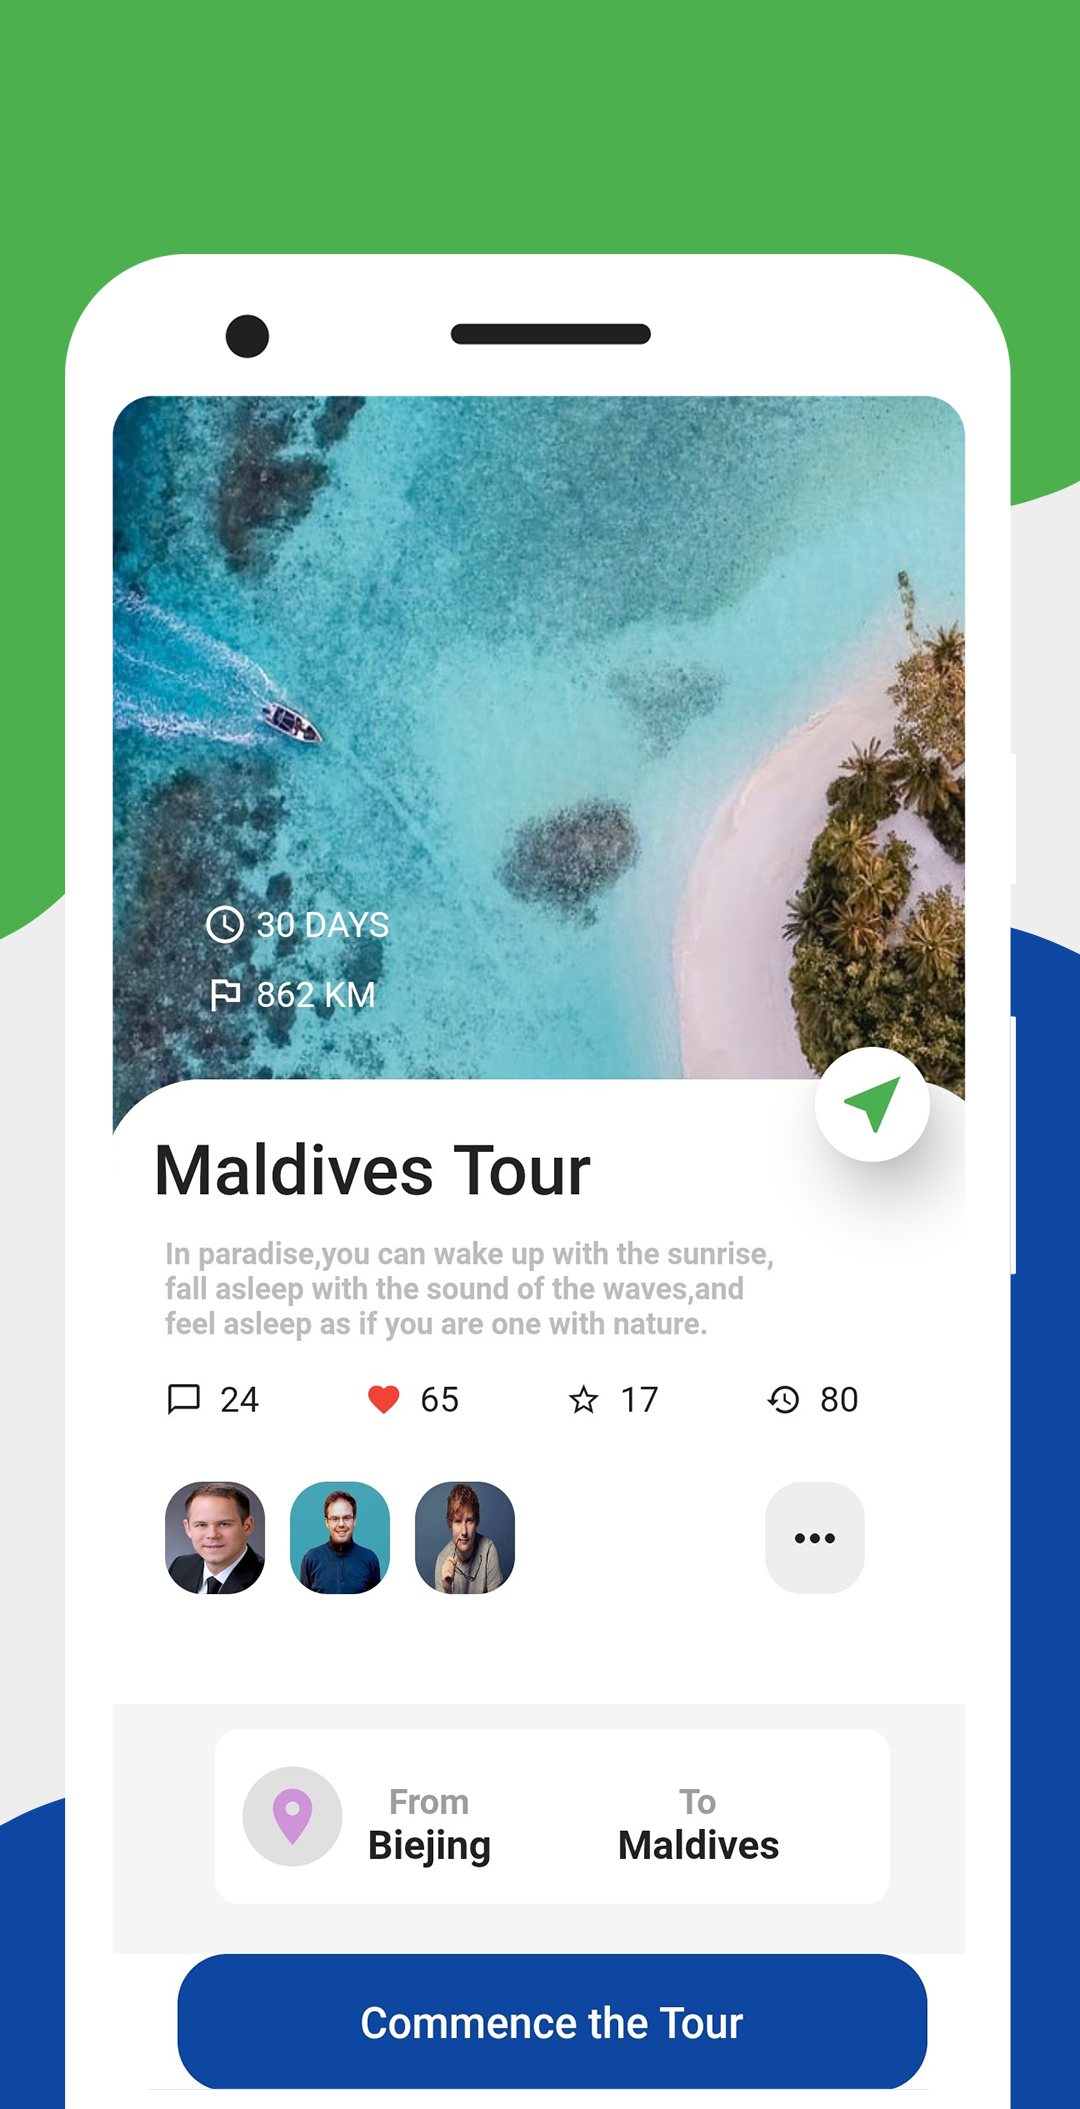 30 DAYS
862 KM
Maldives Tour
In paradise,you can wake up with the sunrise,
fall asleep with the sound of the waves,and
feel asleep as if you are one with nature.
24 65 17 80
From To
Biejing Maldives
Commence the Tour